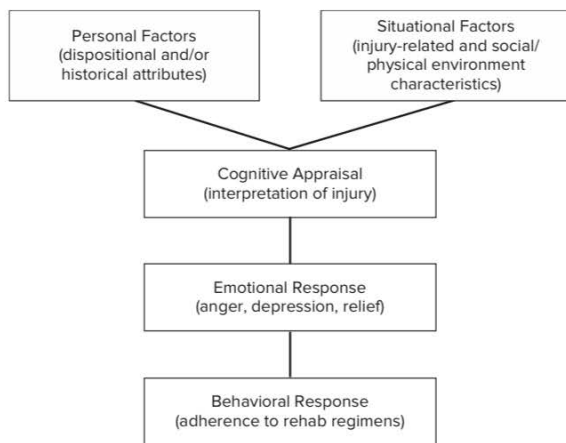 Personal Factors
(dispositional and/or
historical attributes)
Situational Factors
(injury-related and social/
physical environment
characteristics)
Cognitive Appraisal
(interpretation of injury)
Emotional Response
(anger, depression, relief)
Behavioral Response
(adherence to rehab regimens)